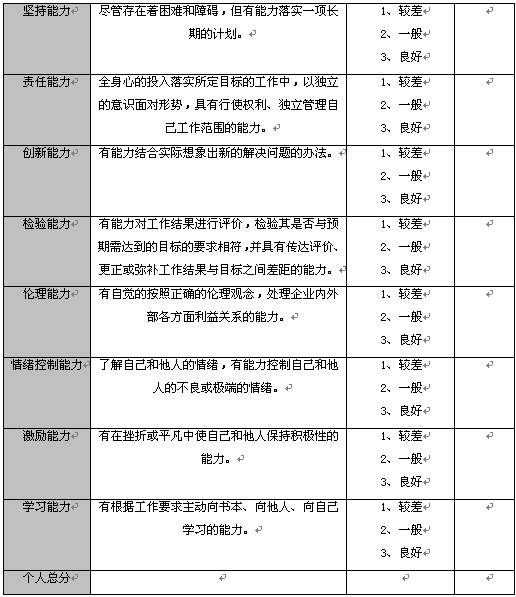 坚持能力
尽管存在着困难和障碍，但有能力落实一项长
期的计划。
1、较差
2、一般
3、良好
责任能力
全身心的投入落实所定目标的工作中，以独立
的意识面对形势，具有行使权利、独立管理自
己工作范围的能力。
1、较差
2、一般
3、良好
创新能力
有能力结合实际想象出新的解决问题的办法。
1、较差
2、一般
3、良好
检验能力
有能力对工作结果进行评价，检验其是否与预
期需达到的目标的要求相符，并具有传达评价、
更正或弥补工作结果与目标之间差距的能力。
1、较差
2、一般
3、良好
伦理能力
有自觉的按照正确的伦理观念，处理企业内外
部各方面利益关系的能力。
1、较差
2、一般
3、良好
情绪控制能力
了解自己和他人的情绪，有能力控制自己和他
人的不良或极端的情绪。
1、较差
2、一般
3、良好
激励能力
有在挫折或平凡中使自己和他人保持积极性的
能力。
1、较差
2、一般
3、良好
学习能力
有根据工作要求主动向书本、向他人、向自己
学习的能力。
1、较差
2、一般
3、良好
个人总分